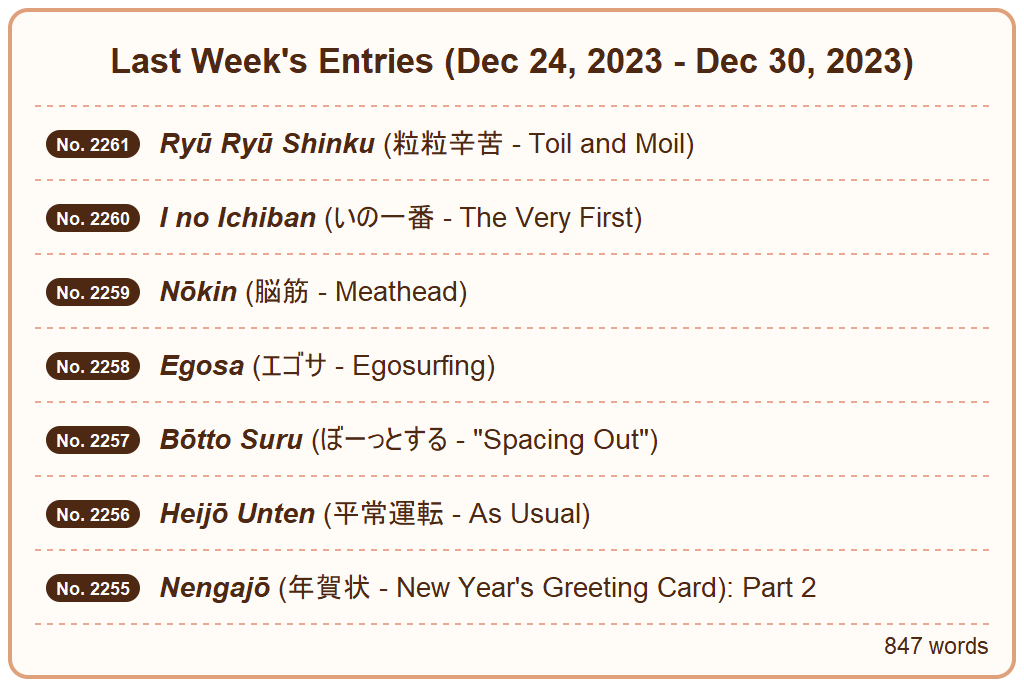 Last Week's Entries (Dec 24, 2023 - Dec 30, 2023)
No. 2261 Ryū Ryū Shinku (粒粒辛苦 - Toil and Moil)
No. 2260 I no Ichiban (いの一番 - The Very First)
No. 2259 Nōkin (脳筋 - Meathead)
No. 2258 Egosa (エゴサ - Egosurfing)
No. 2257 Bōtto Suru (ぼーっとする - "Spacing Out")
No. 2256 Heijō Unten (平常運転 - As Usual)
No. 2255 Nengajō (年賀状 - New Year's Greeting Card): Part 2
847 words